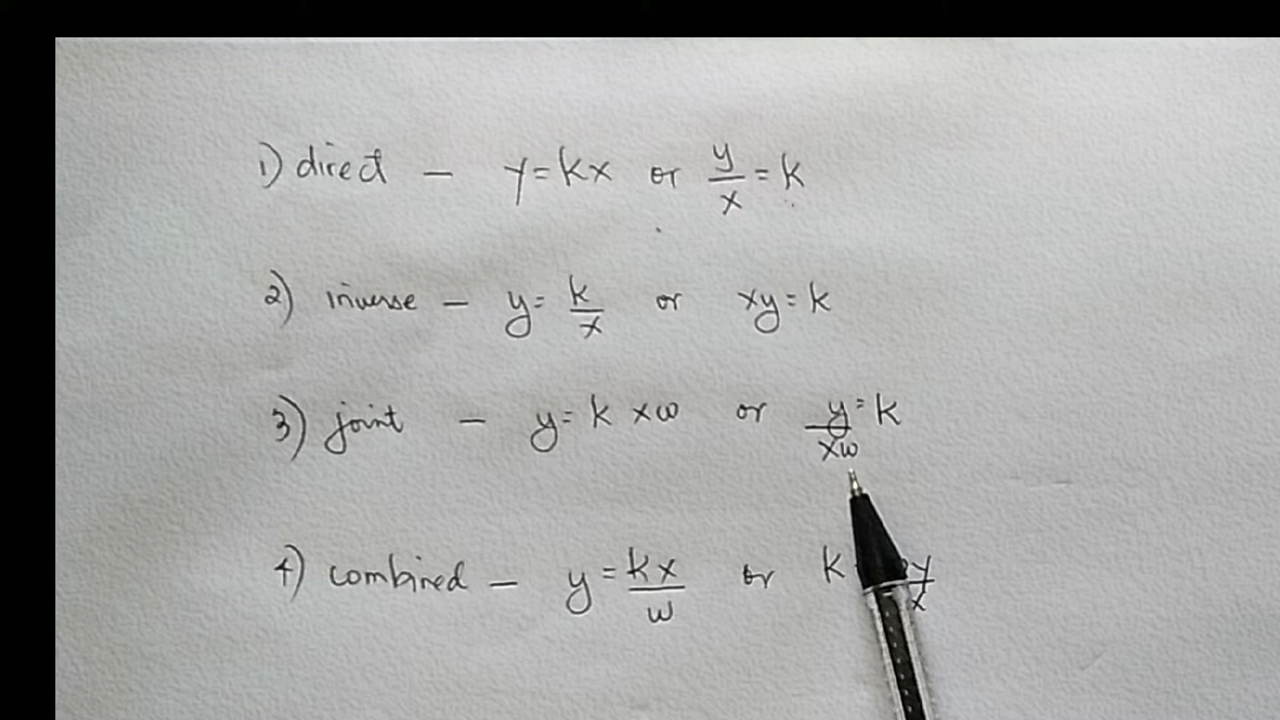 1) direct - y = kx or y/x = k
2) inverse - y = k/x or xy = k
3) joint - y = k xw or y/xw = k
4) combined - y = kx/w or k y/x